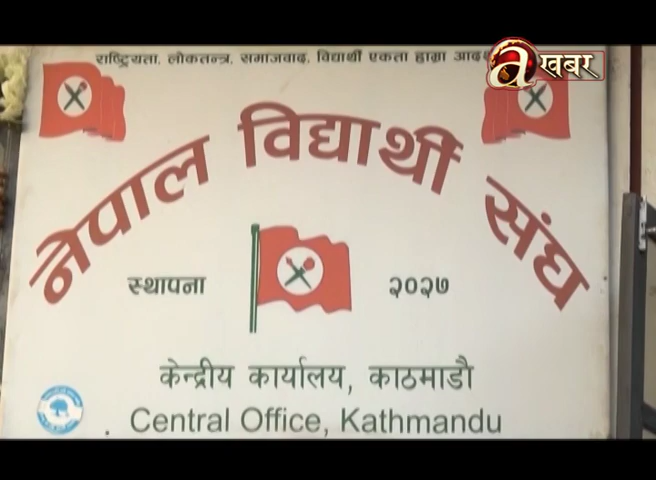 राष्ट्रियता, लोकतन्त्र, समाजवाद, विद्यार्थी एकता हाम्रा
a खबर
नेपाल विद्यार्थी संघ
स्थापना २०२७
केन्द्रीय कार्यालय, काठमाडौ
Central Office, Kathmandu